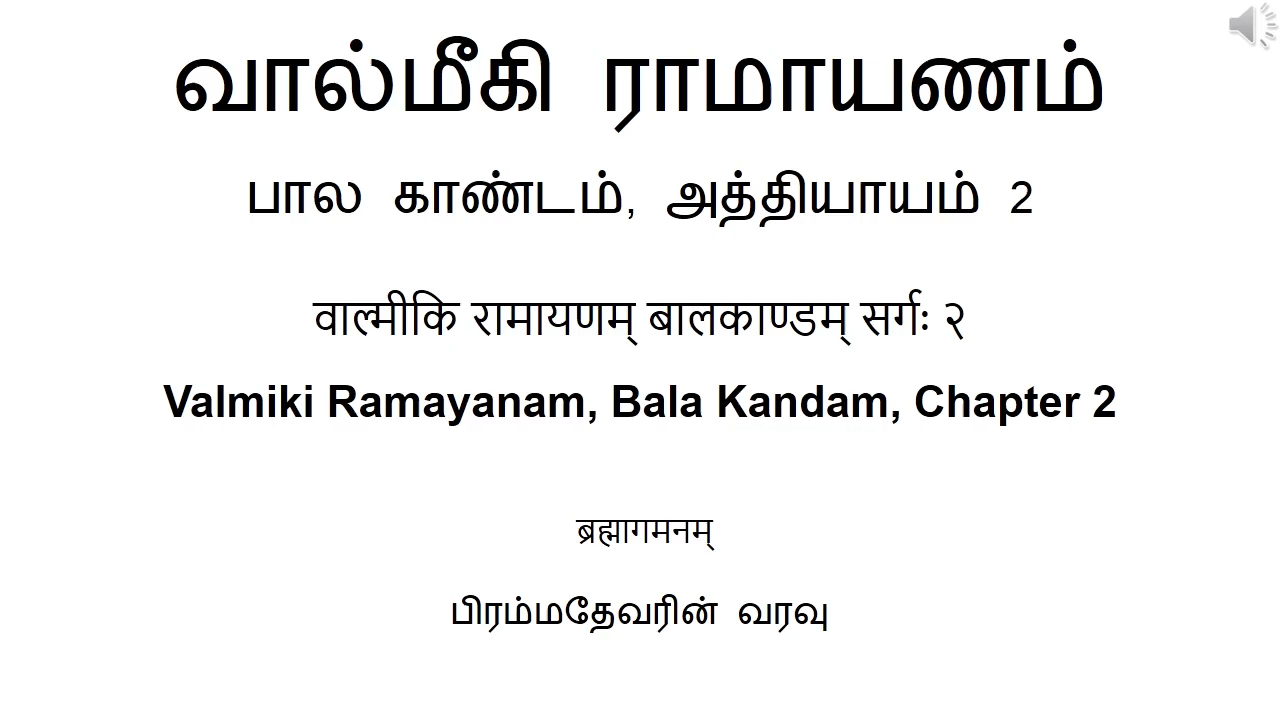 வால்மீகி ராமாயணம்
பால காண்டம், அத்தியாயம் 2
वाल्मीकि रामायणम् बालकाण्डम् सर्गः २
Valmiki Ramayanam, Bala Kandam, Chapter 2
ब्रह्मागमनम्
பிரம்மதேவரின் வரவு